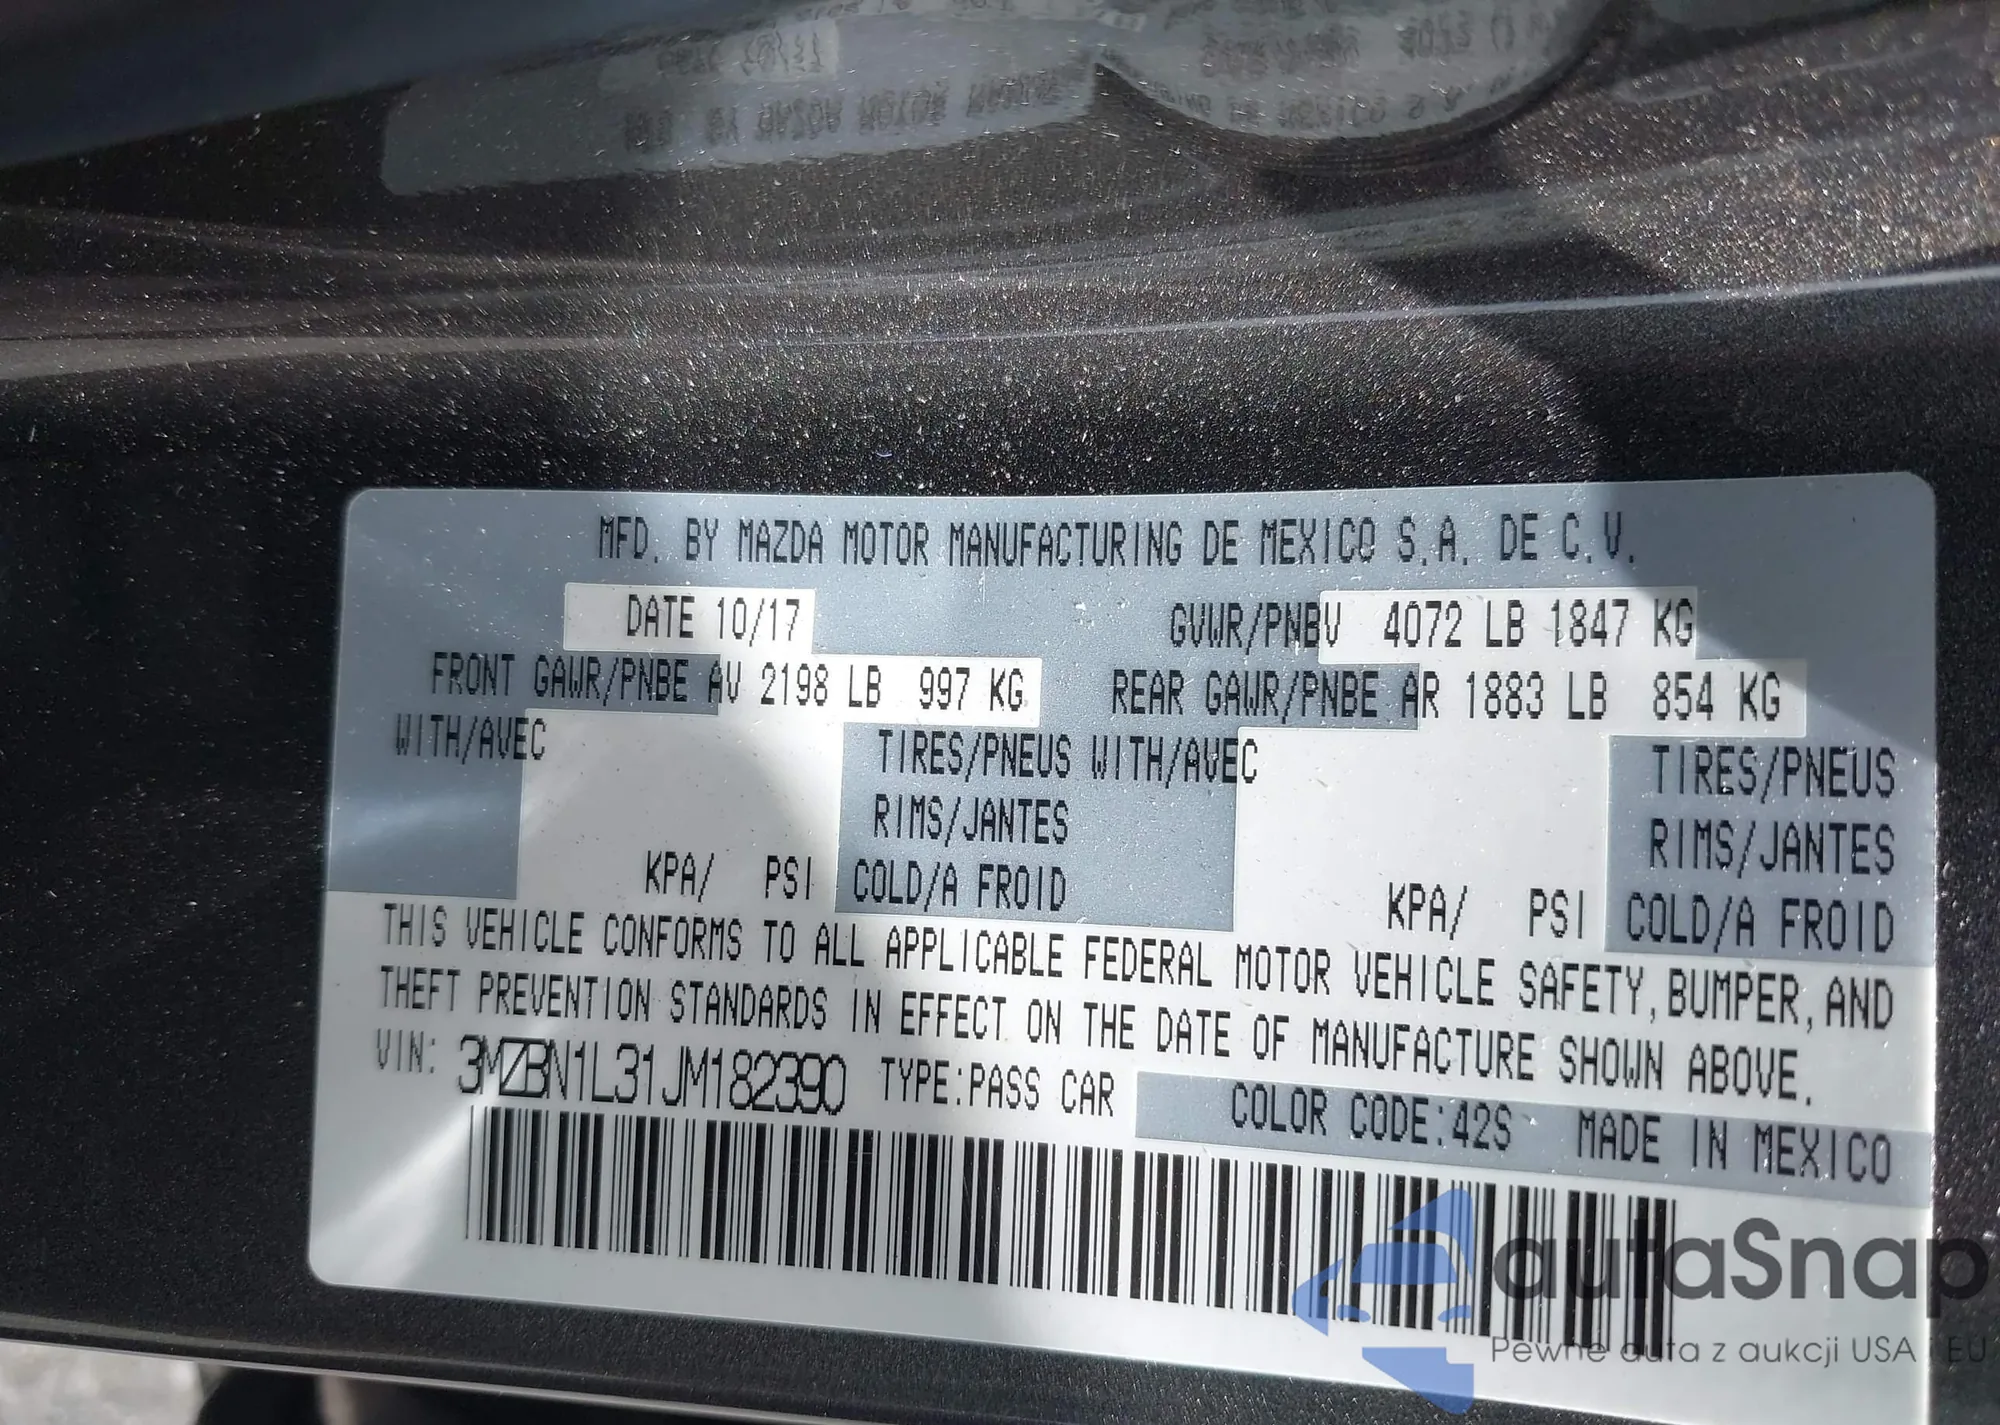 MFD. BY MAZDA MOTOR MANUFACTURING DE MEXICO S.A. DE C.V.
DATE 10/17 GVWR/PNBV 4072 LB 1847 KG
FRONT GAWR/PNBE AV 2198 LB 997 KG REAR GAWR/PNBE AR 1883 LB 854 KG
WITH/AVEC TIRES/PNEUS WITH/AVEC TIRES/PNEUS
RIMS/JANTES RIMS/JANTES
KPA/ PSI COLD/A FROID KPA/ PSI COLD/A FROID
THIS VEHICLE CONFORMS TO ALL APPLICABLE FEDERAL MOTOR VEHICLE SAFETY, BUMPER, AND
THEFT PREVENTION STANDARDS IN EFFECT ON THE DATE OF MANUFACTURE SHOWN ABOVE.
VIN: 3MZBN1L31JM182390 TYPE:PASS CAR COLOR CODE:42S MADE IN MEXICO
autaSnap
Pewne auta z aukcji USA i EU